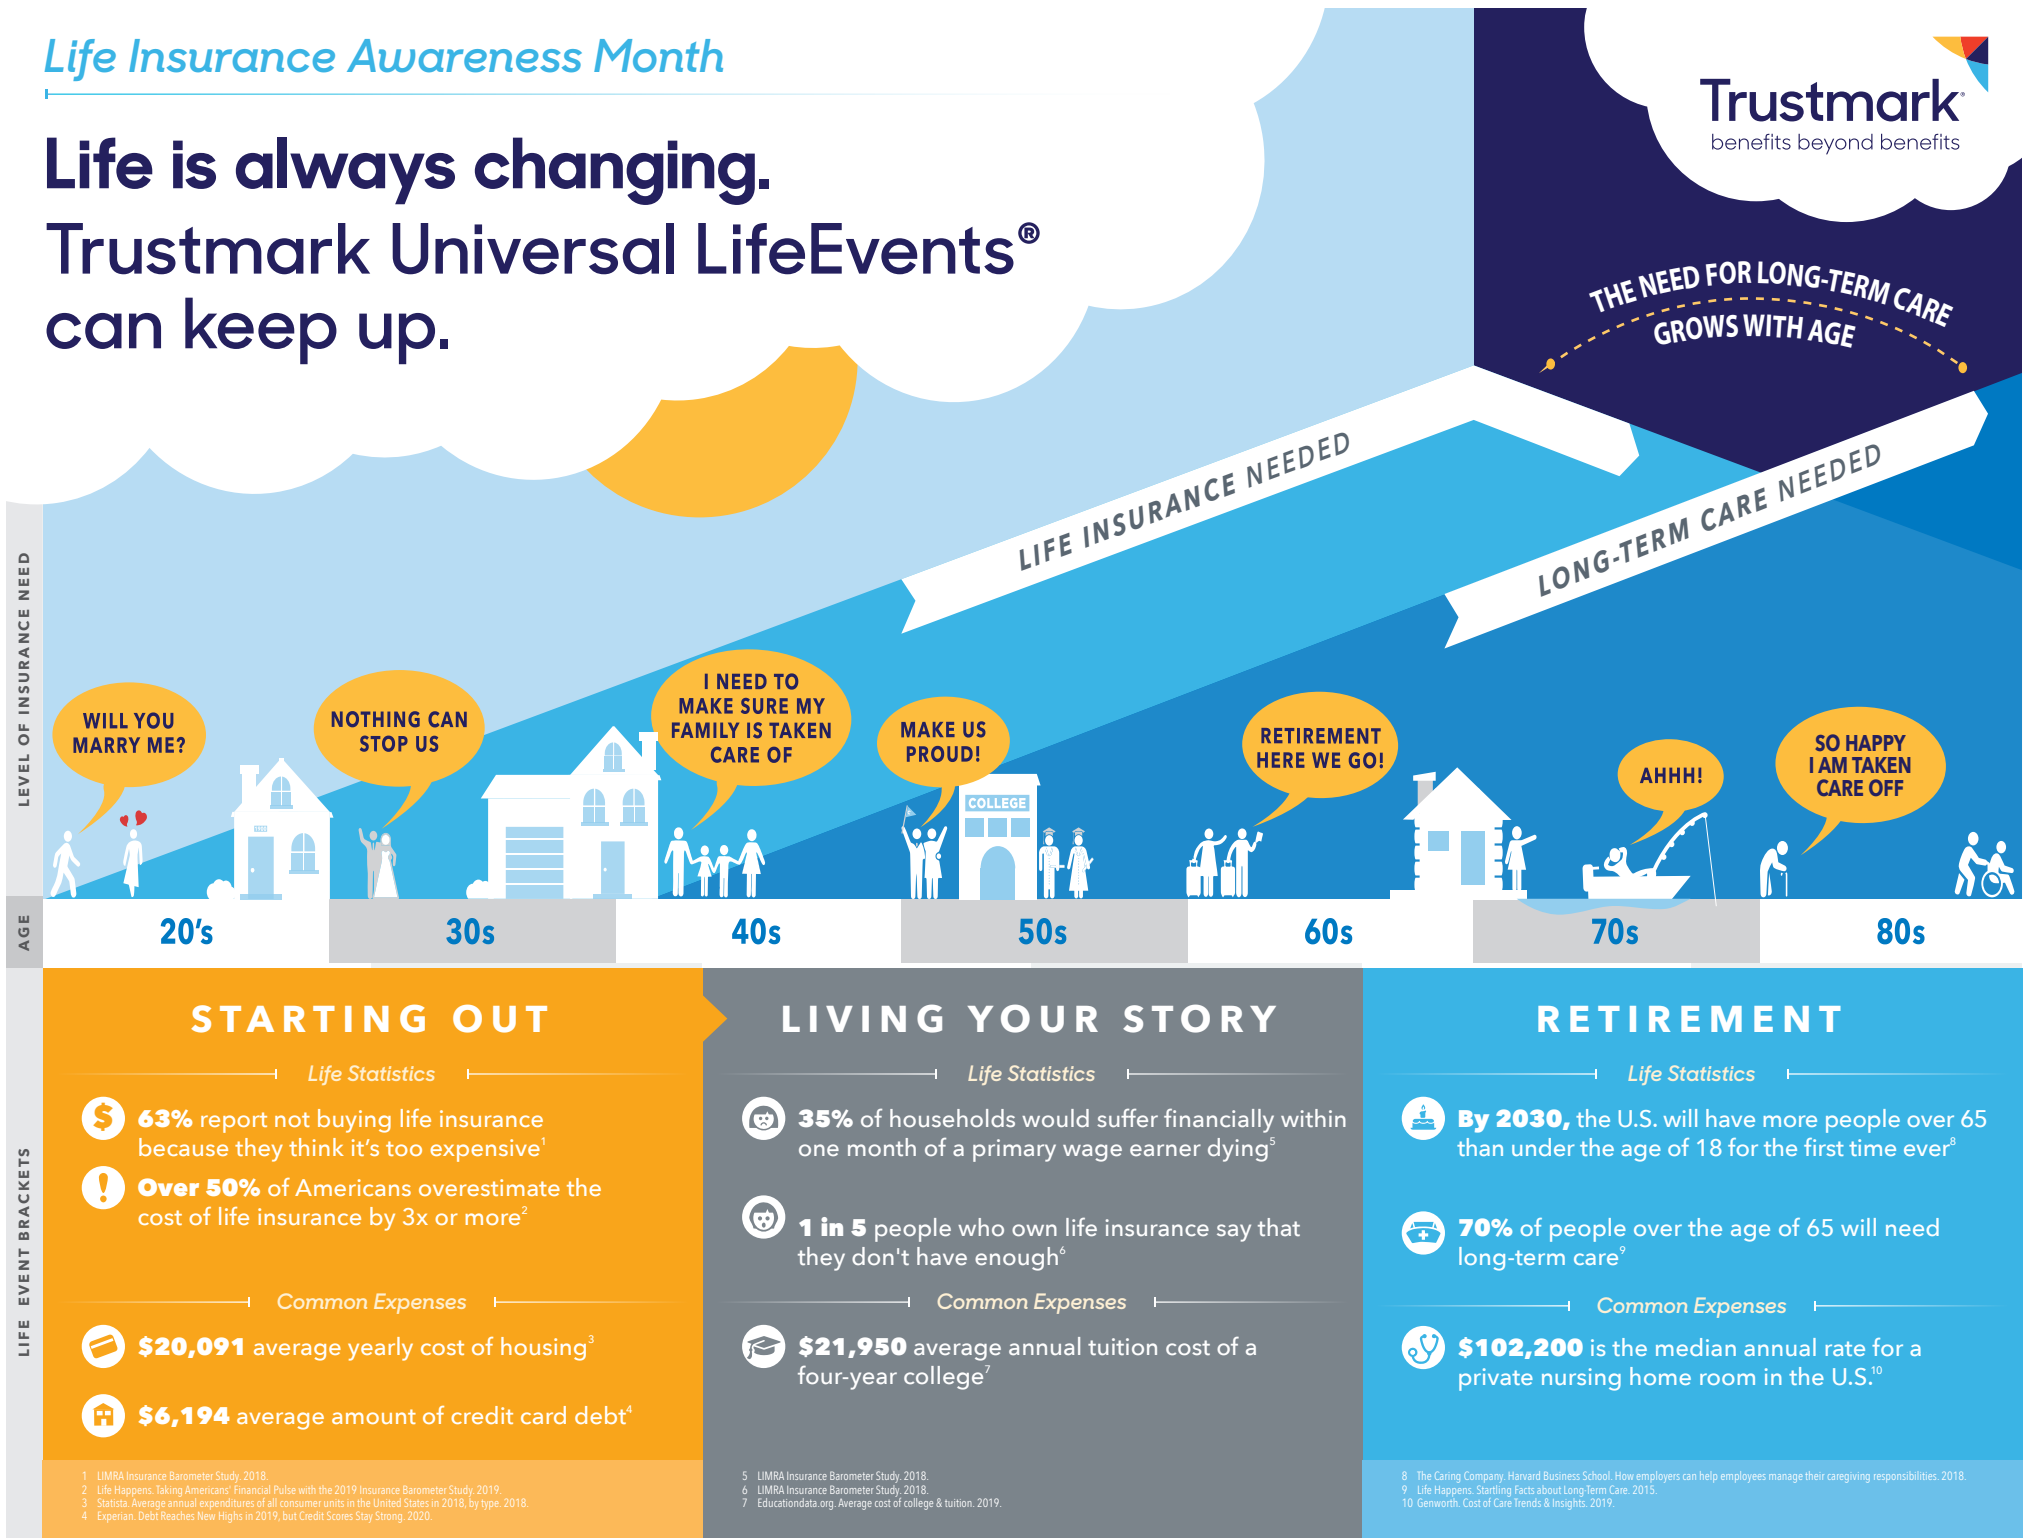 Life Insurance Awareness Month
Life is always changing.
Trustmark Universal LifeEvents®
can keep up.
Trustmark®
benefits beyond benefits
THE NEED FOR LONG-TERM CARE
GROWS WITH AGE
LIFE INSURANCE NEEDED
LONG-TERM CARE NEEDED
LEVEL OF INSURANCE NEED
WILL YOU
MARRY ME?
NOTHING CAN
STOP US
I NEED TO
MAKE SURE MY
FAMILY IS TAKEN
CARE OF
MAKE US
PROUD!
COLLEGE
RETIREMENT
HERE WE GO!
AHHH!
SO HAPPY
I AM TAKEN
CARE OFF
AGE
20's
30s
40s
50s
60s
70s
80s
LIFE EVENT BRACKETS
STARTING OUT
Life Statistics
63% report not buying life insurance
because they think it's too expensive1
Over 50% of Americans overestimate the
cost of life insurance by 3x or more2
Common Expenses
$20,091 average yearly cost of housing3
$6,194 average amount of credit card debt4
1 LIMRA Insurance Barometer Study. 2018.
2 Life Happens. Taking Americans' Financial Pulse with the 2019 Insurance Barometer Study. 2019.
3 Statista. Average annual expenditures of all consumer units in the United States in 2018, by type. 2018.
4 Experian. Debt Reaches New Highs in 2019, but Credit Scores Stay Strong. 2020.
LIVING YOUR STORY
Life Statistics
35% of households would suffer financially within
one month of a primary wage earner dying5
1 in 5 people who own life insurance say that
they don't have enough6
Common Expenses
$21,950 average annual tuition cost of a
four-year college7
5 LIMRA Insurance Barometer Study. 2018.
6 LIMRA Insurance Barometer Study. 2018.
7 Educationdata.org. Average cost of college & tuition. 2019.
RETIREMENT
Life Statistics
By 2030, the U.S. will have more people over 65
than under the age of 18 for the first time ever8
70% of people over the age of 65 will need
long-term care9
Common Expenses
$102,200 is the median annual rate for a
private nursing home room in the U.S.10
8 The Caring Company. Harvard Business School. How employers can help employees manage their caregiving responsibilities. 2018.
9 Life Happens. Startling Facts about Long-Term Care. 2015.
10 Genworth. Cost of Care Trends & Insights. 2019.